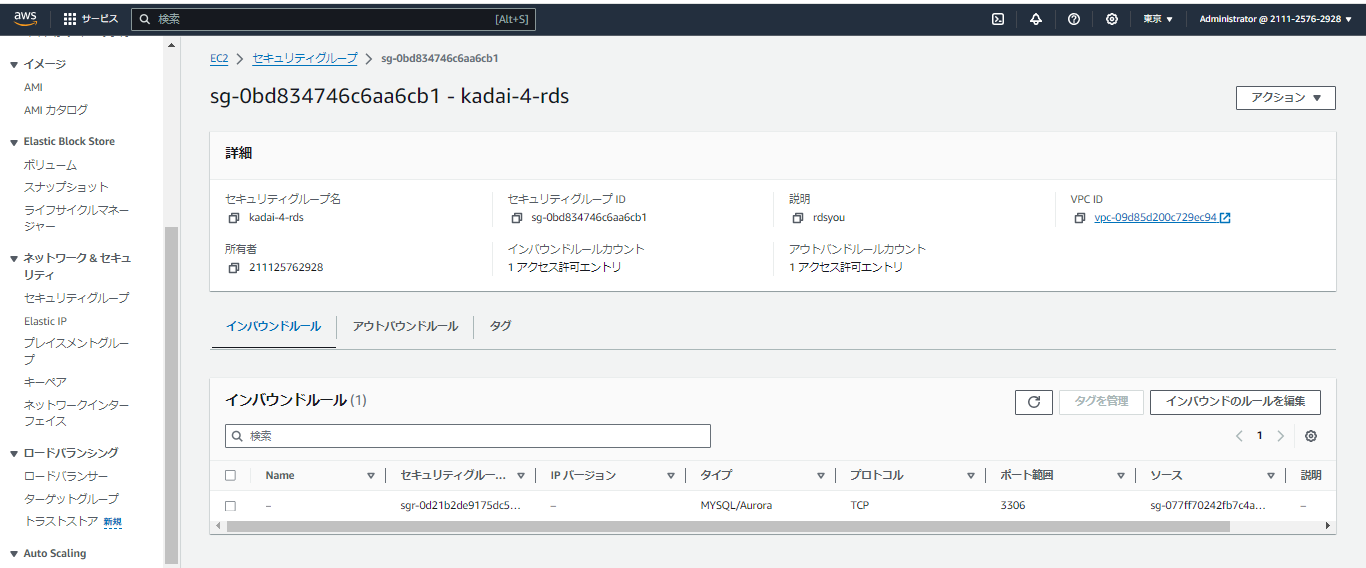 aws サービス 検索 [Alt+S] 東京 Administrator @ 2111-2576-2928
イメージ
AMI
AMI カタログ
Elastic Block Store
ボリューム
スナップショット
ライフサイクルマネー
ジャー
ネットワーク & セキュ
リティ
セキュリティグループ
Elastic IP
プレイスメントグルー
プ
キーペア
ネットワークインター
フェイス
ロードバランシング
ロードバランサー
ターゲットグループ
トラストストア 新規
Auto Scaling
EC2 > セキュリティグループ > sg-0bd834746c6aa6cb1
sg-0bd834746c6aa6cb1 - kadai-4-rds
アクション
詳細
セキュリティグループ名
kadai-4-rds
セキュリティグループ ID
sg-0bd834746c6aa6cb1
説明
rdsyou
VPC ID
vpc-09d85d200c729ec94
所有者
211125762928
インバウンドルールカウント
1 アクセス許可エントリ
アウトバンドルールカウント
1 アクセス許可エントリ
インバウンドルール アウトバウンドルール タグ
インバウンドルール (1)
タグを管理 インバウンドのルールを編集
検索
1
Name セキュリティグルー... IP バージョン タイプ プロトコル ポート範囲 ソース 説明
– sgr-0d21b2de9175dc5... – MYSQL/Aurora TCP 3306 sg-077ff70242fb7c4a... –